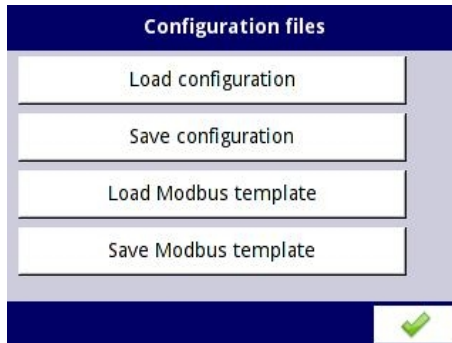 Configuration files
Load configuration
Save configuration
Load Modbus template
Save Modbus template